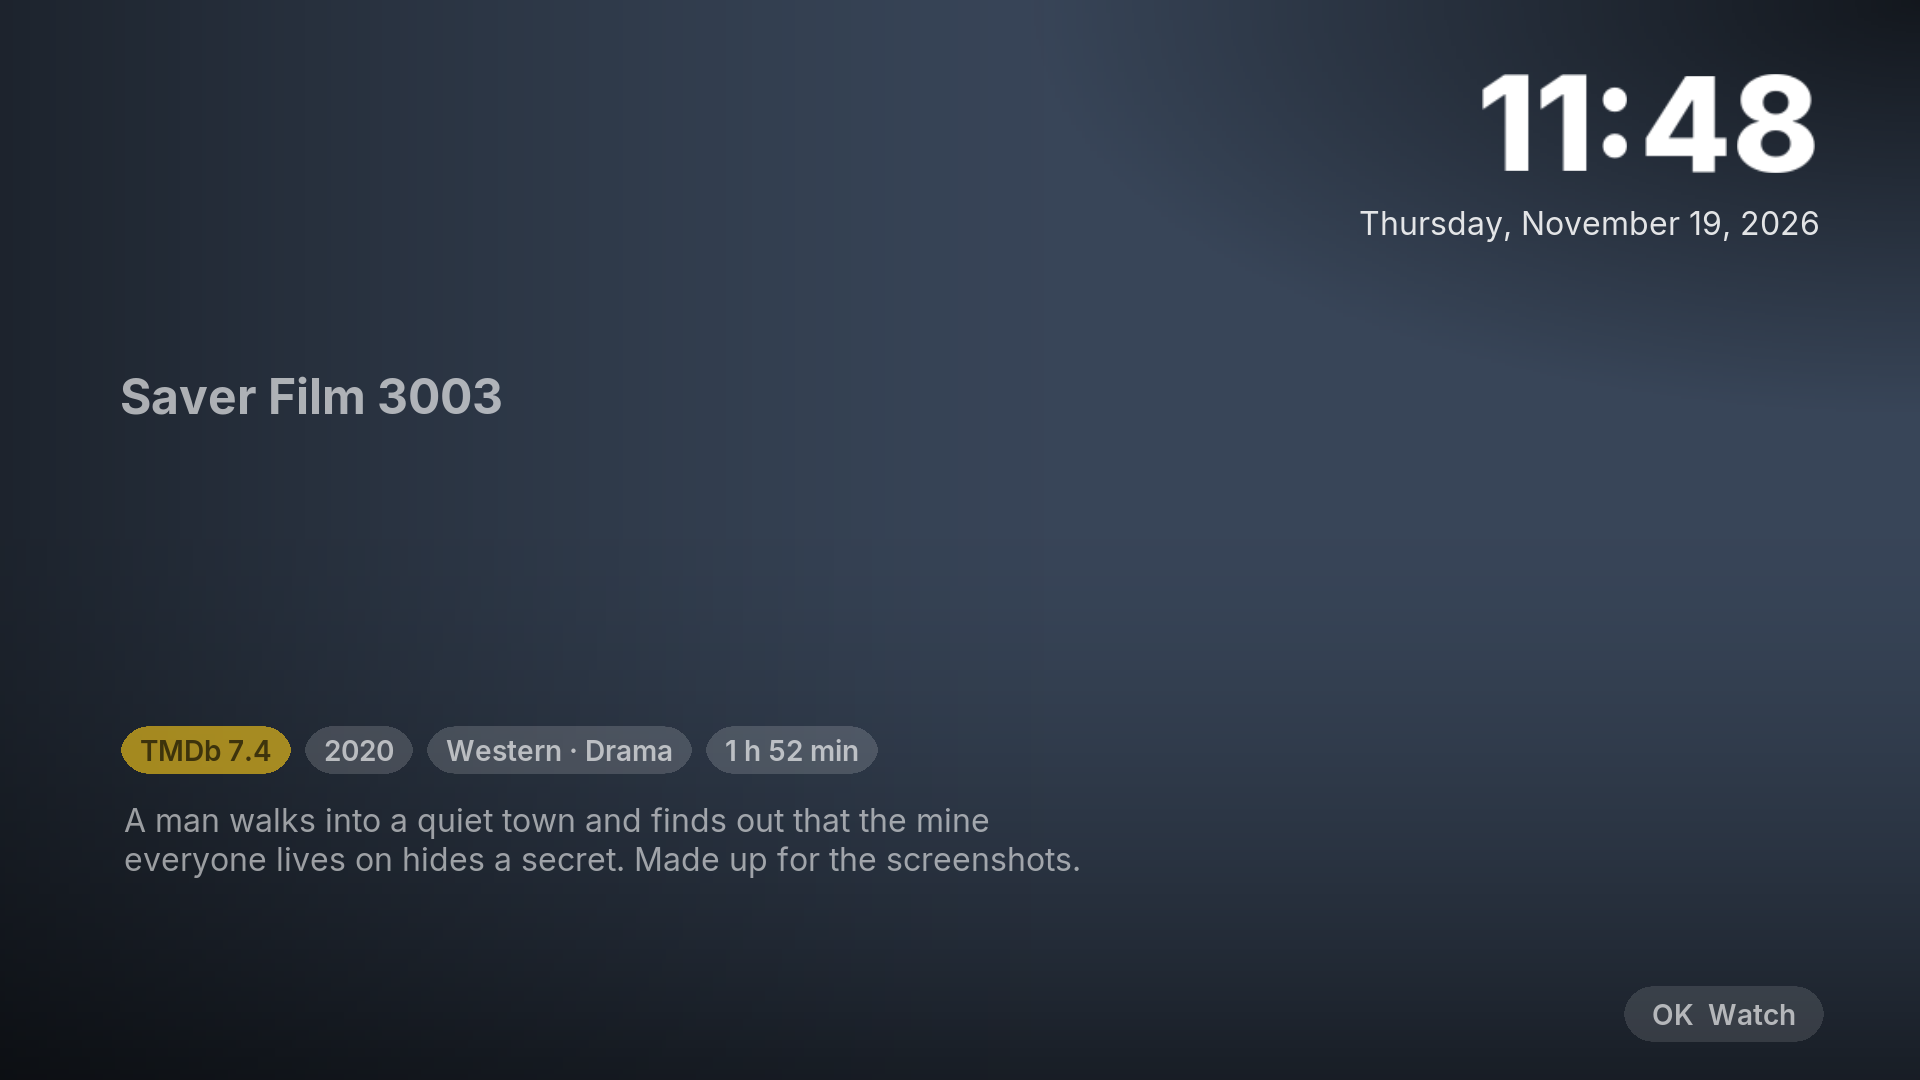 11:48
Thursday, November 19, 2026
Saver Film 3003
TMDb 7.4 2020 Western · Drama 1 h 52 min
A man walks into a quiet town and finds out that the mine
everyone lives on hides a secret. Made up for the screenshots.
OK Watch